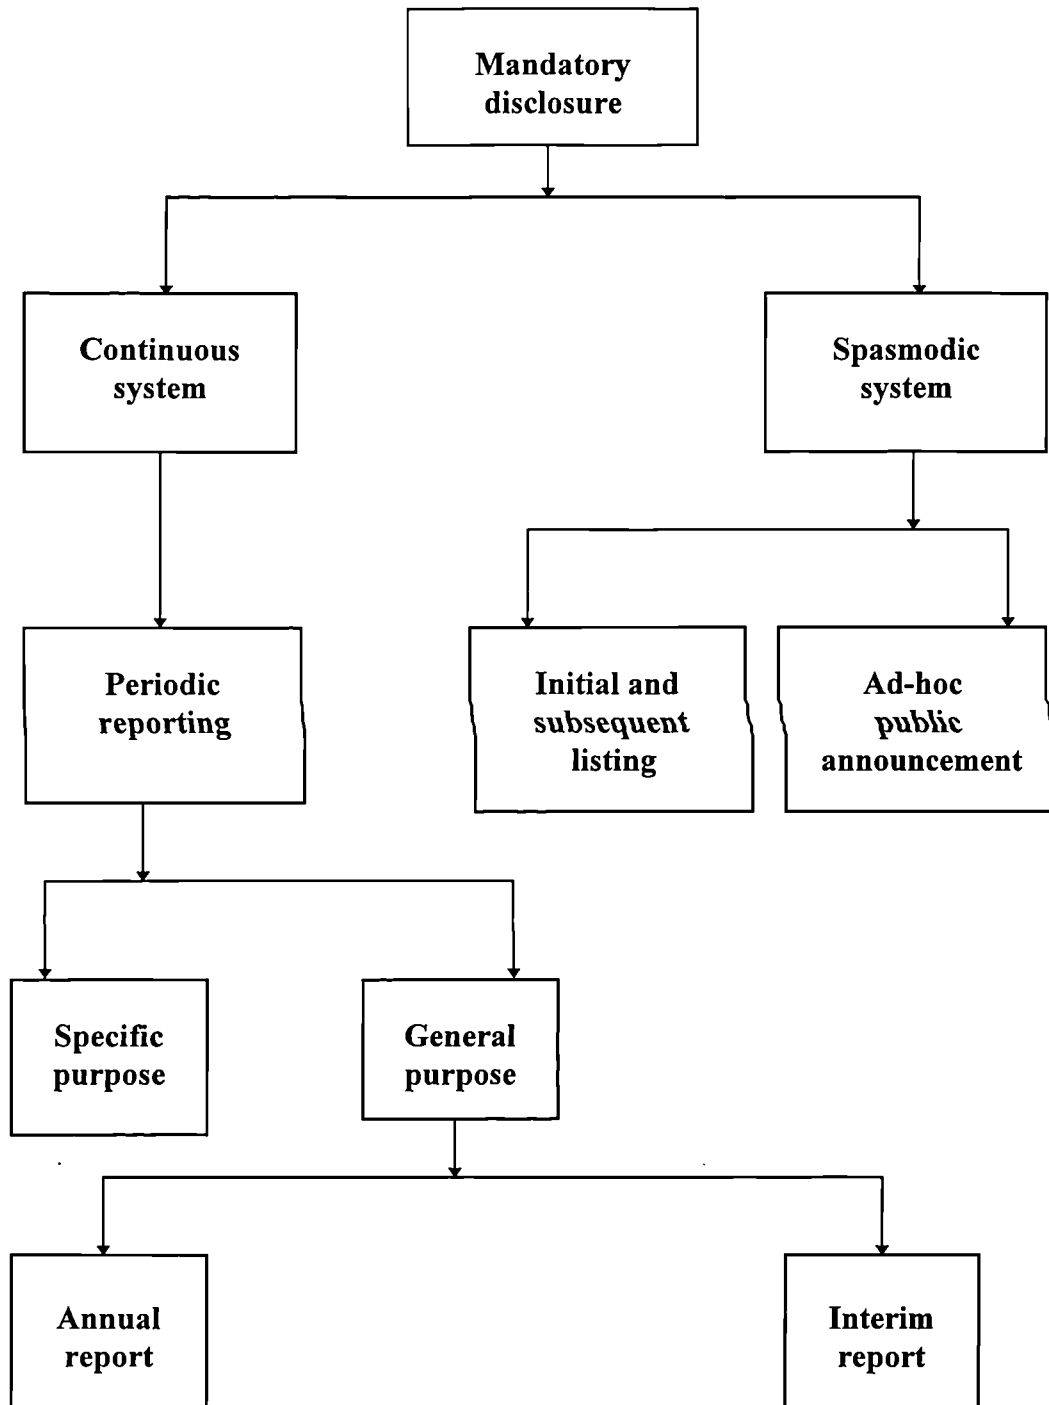 Mandatory
disclosure
Continuous
system
Spasmodic
system
Periodic
reporting
Initial and
subsequent
listing
Ad-hoc
public
announcement
Specific
purpose
General
purpose
Annual
report
Interim
report